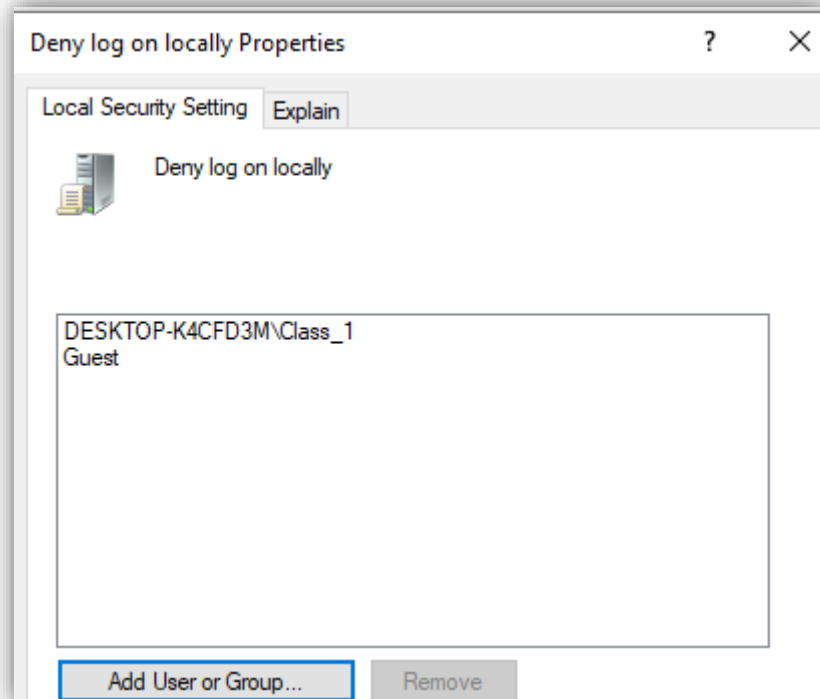 Deny log on locally Properties ? ✕
Local Security Setting Explain
Deny log on locally
DESKTOP-K4CFD3M\Class_1
Guest
Add User or Group... Remove